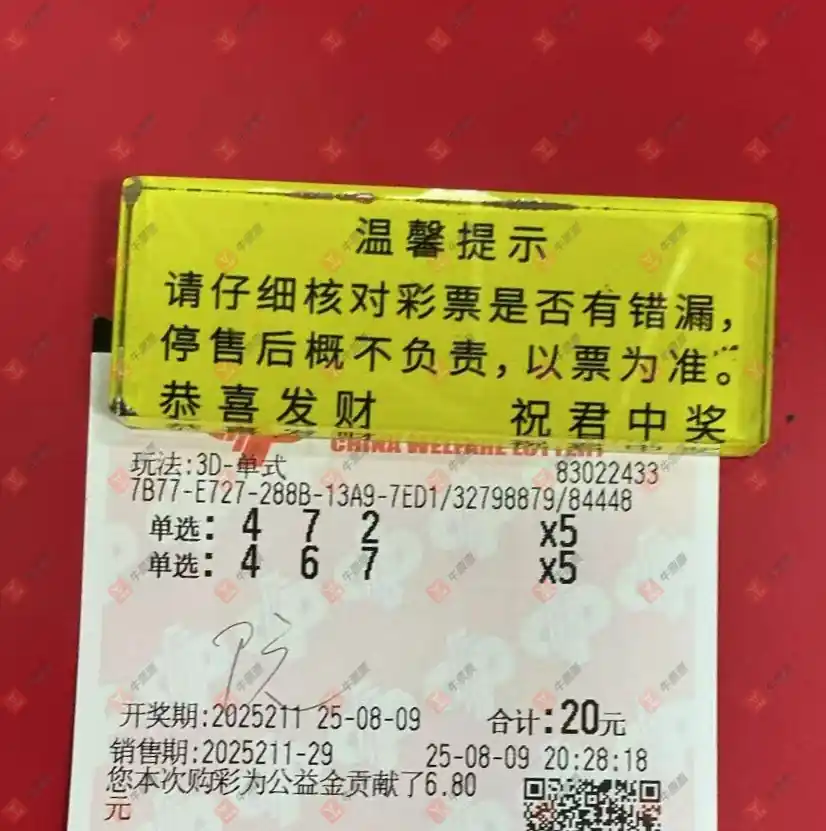 温馨提示
请仔细核对彩票是否有错漏，
停售后概不负责，以票为准。
恭喜发财 祝君中奖
CHINA WELFARE LOTTERY
玩法:3D-单式 83022433
7B77-E727-288B-13A9-7ED1/32798879/84448
单选: 4 7 2 x5
单选: 4 6 7 x5
开奖期:2025211 25-08-09 合计:20元
销售期:2025211-29 25-08-09 20:28:18
您本次购彩为公益金贡献了6.80
元